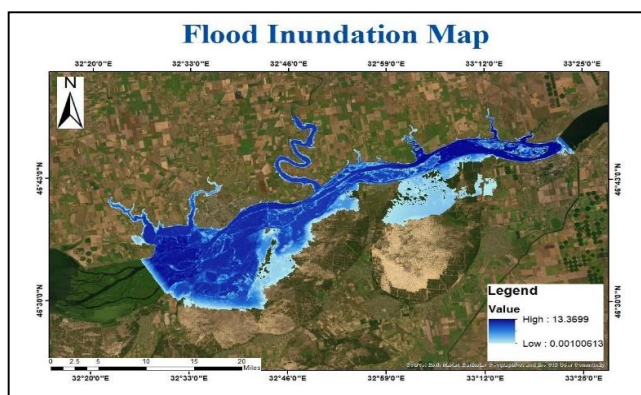 Flood Inundation Map
32°20'0"E 32°33'0"E 32°46'0"E 32°59'0"E 33°12'0"E 33°25'0"E
N
46°43'0"N 46°43'0"N
46°30'0"N 46°30'0"N
Legend
Value
High : 13.3699
Low : 0.00100613
0 2.5 5 10 15 20
Miles
32°20'0"E 32°33'0"E 32°46'0"E 32°59'0"E 33°12'0"E 33°25'0"E